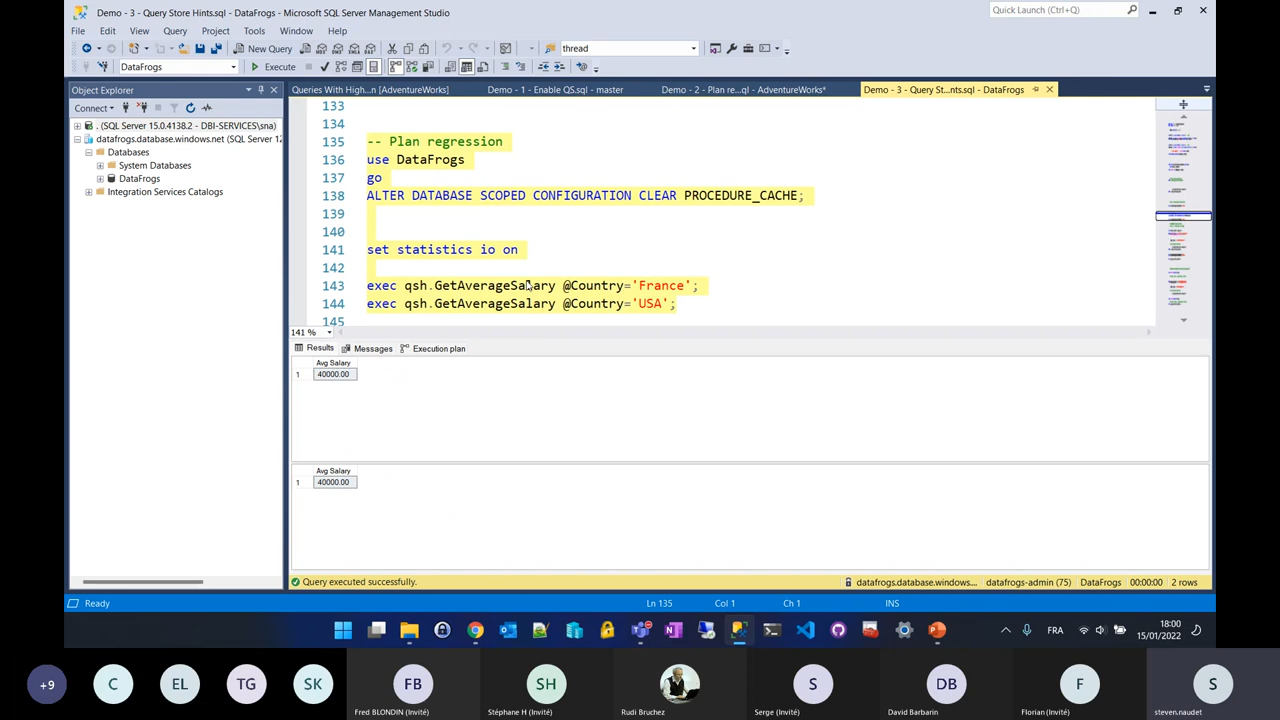 Demo - 3 - Query Store Hints.sql - DataFrogs - Microsoft SQL Server Management Studio
Quick Launch (Ctrl+Q)
File Edit View Query Project Tools Window Help
New Query
thread
DataFrogs
Execute
Object Explorer
Connect
. (SQL Server 15.0.4138.2 - DBI-SERVICES\sna)
datafrogs.database.windows.net (SQL Server 12
Databases
System Databases
DataFrogs
Integration Services Catalogs
Queries With High...n [AdventureWorks]
Demo - 1 - Enable QS.sql - master
Demo - 2 - Plan re...ql - AdventureWorks*
Demo - 3 - Query St...nts.sql - DataFrogs
133
134
135 -- Plan regression
136 use DataFrogs
137 go
138 ALTER DATABASE SCOPED CONFIGURATION CLEAR PROCEDURE_CACHE;
139
140
141 set statistics io on
142
143 exec qsh.GetAverageSalary @Country='France';
144 exec qsh.GetAverageSalary @Country='USA';
145
141 %
Results Messages Execution plan
Avg Salary
1 40000.00
Avg Salary
1 40000.00
Query executed successfully.
datafrogs.database.windows... datafrogs-admin (75) DataFrogs 00:00:00 2 rows
Ready
Ln 135 Col 1 Ch 1 INS
FRA
18:00
15/01/2022
+9 C EL TG SK FB SH S DB F S
Fred BLONDIN (Invité)
Stéphane H (Invité)
Rudi Bruchez
Serge (Invité)
David Barbarin
Florian (Invité)
steven.naudet